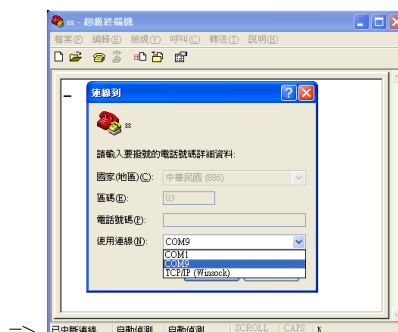 ss - 超級終端機
檔案(F) 編輯(E) 檢視(V) 呼叫(C) 轉送(T) 說明(H)
連線到
ss
請輸入要撥號的電話號碼詳細資料:
國家(地區)(C): 中華民國 (886)
區碼(E): 03
電話號碼(P):
使用連線(N): COM9
COM1
COM9
TCP/IP (Winsock)
=> 已中斷連線 自動偵測 自動偵測 SCROLL CAPS N